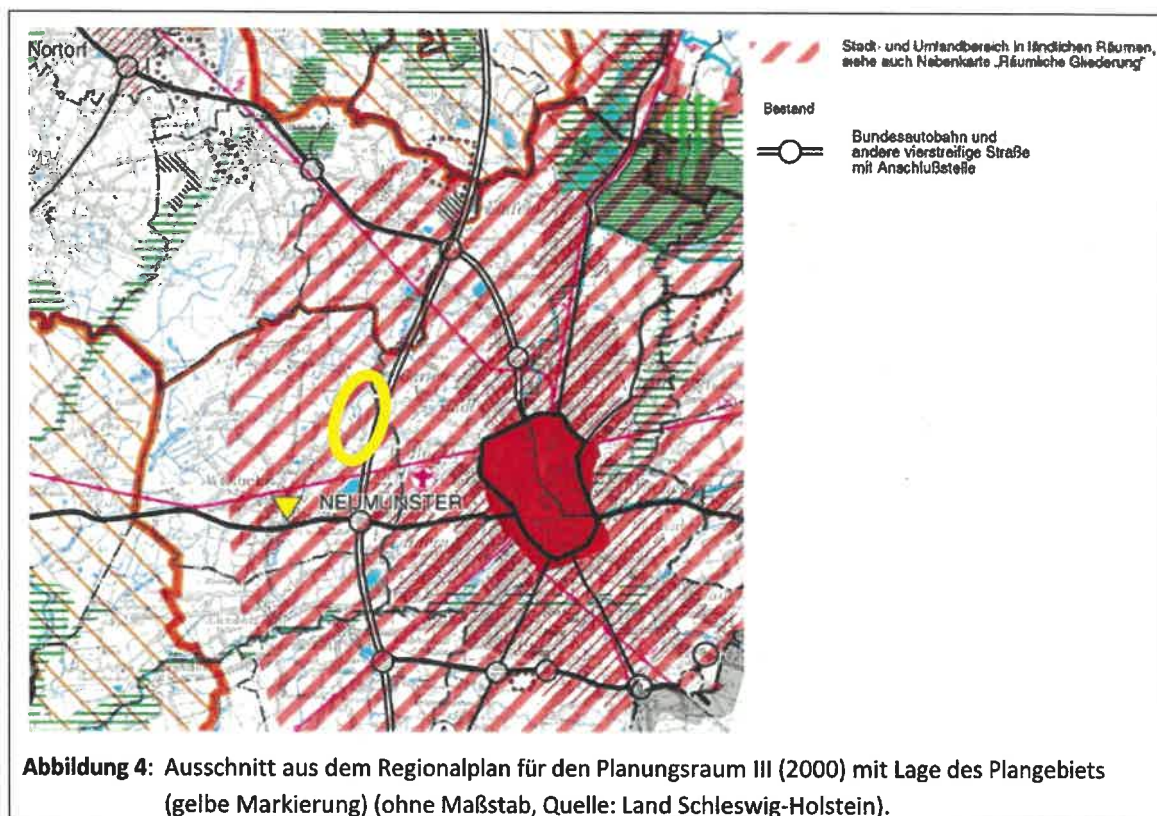 Nortorf
Stadt- und Umlandbereich in ländlichen Räumen,
siehe auch Nebenkarte „Räumliche Gliederung"
Bestand
Bundesautobahn und
andere vierstreifige Straße
mit Anschlußstelle
NEUMÜNSTER
Abbildung 4: Ausschnitt aus dem Regionalplan für den Planungsraum III (2000) mit Lage des Plangebiets
(gelbe Markierung) (ohne Maßstab, Quelle: Land Schleswig-Holstein).